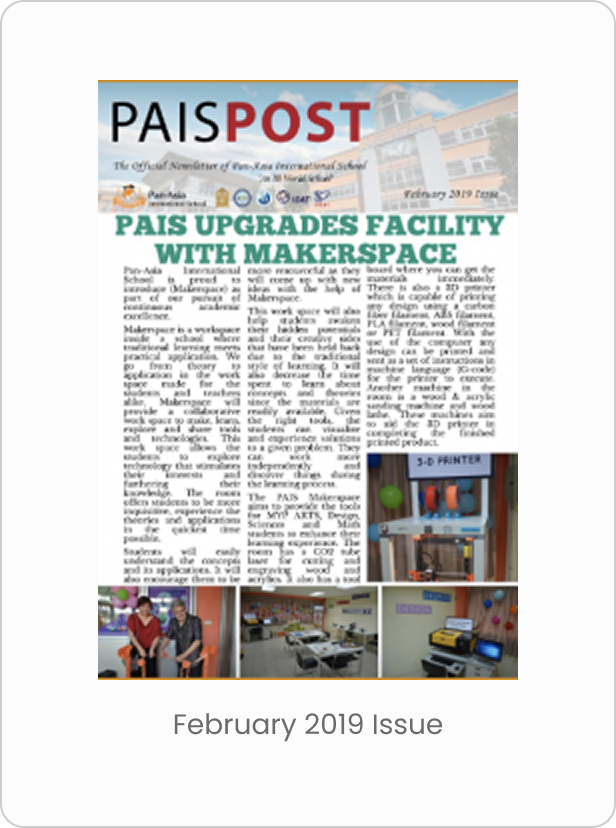 PAISPOST
The Official Newsletter of Pan-Asia International School
an IB World School
Pan-Asia
International School
ISAT
February 2019 Issue
PAIS UPGRADES FACILITY
WITH MAKERSPACE
Pan-Asia International
School is proud to
introduce (Makerspace) as
part of our pursuit of
continuous academic
excellence.
Makerspace is a workspace
inside a school where
traditional learning meets
practical application. We
go from theory to
application in the work
space made for the
students and teachers
alike. Makerspace will
provide a collaborative
work space to make, learn,
explore and share tools
and technologies. This
work space allows the
students to explore
technology that stimulates
their interests and
furthering their
knowledge. The room
offers students to be more
inquisitive, experience the
theories and applications
in the quickest time
possible.
Students will easily
understand the concepts
and its applications. It will
also encourage them to be
more resourceful as they
will come up with new
ideas with the help of
Makerspace.
This work space will also
help students awaken
their hidden potentials
and their creative sides
that have been held back
due to the traditional
style of learning. It will
also decrease the time
spent to learn about
concepts and theories
since the materials are
readily available. Given
the right tools, the
students can visualize
and experience solutions
to a given problem. They
can work more
independently and
discover things during
the learning process.
The PAIS Makerspace
aims to provide the tools
for MYP ARTS, Design,
Sciences and Math
students to enhance their
learning experience. The
room has a CO2 tube
laser for cutting and
engraving wood and
acrylics. It also has a tool
board where you can get the
materials immediately.
There is also a 3D printer
which is capable of printing
any design using a carbon
fiber filament, ABS filament,
PLA filament, wood filament
or PET filament. With the
use of the computer any
design can be printed and
sent as a set of instructions in
machine language (G-code)
for the printer to execute.
Another machine in the
room is a wood & acrylic
sanding machine and wood
lathe. These machines aim
to aid the 3D printer in
completing the finished
printed product.
3-D PRINTER
DESIGN
February 2019 Issue